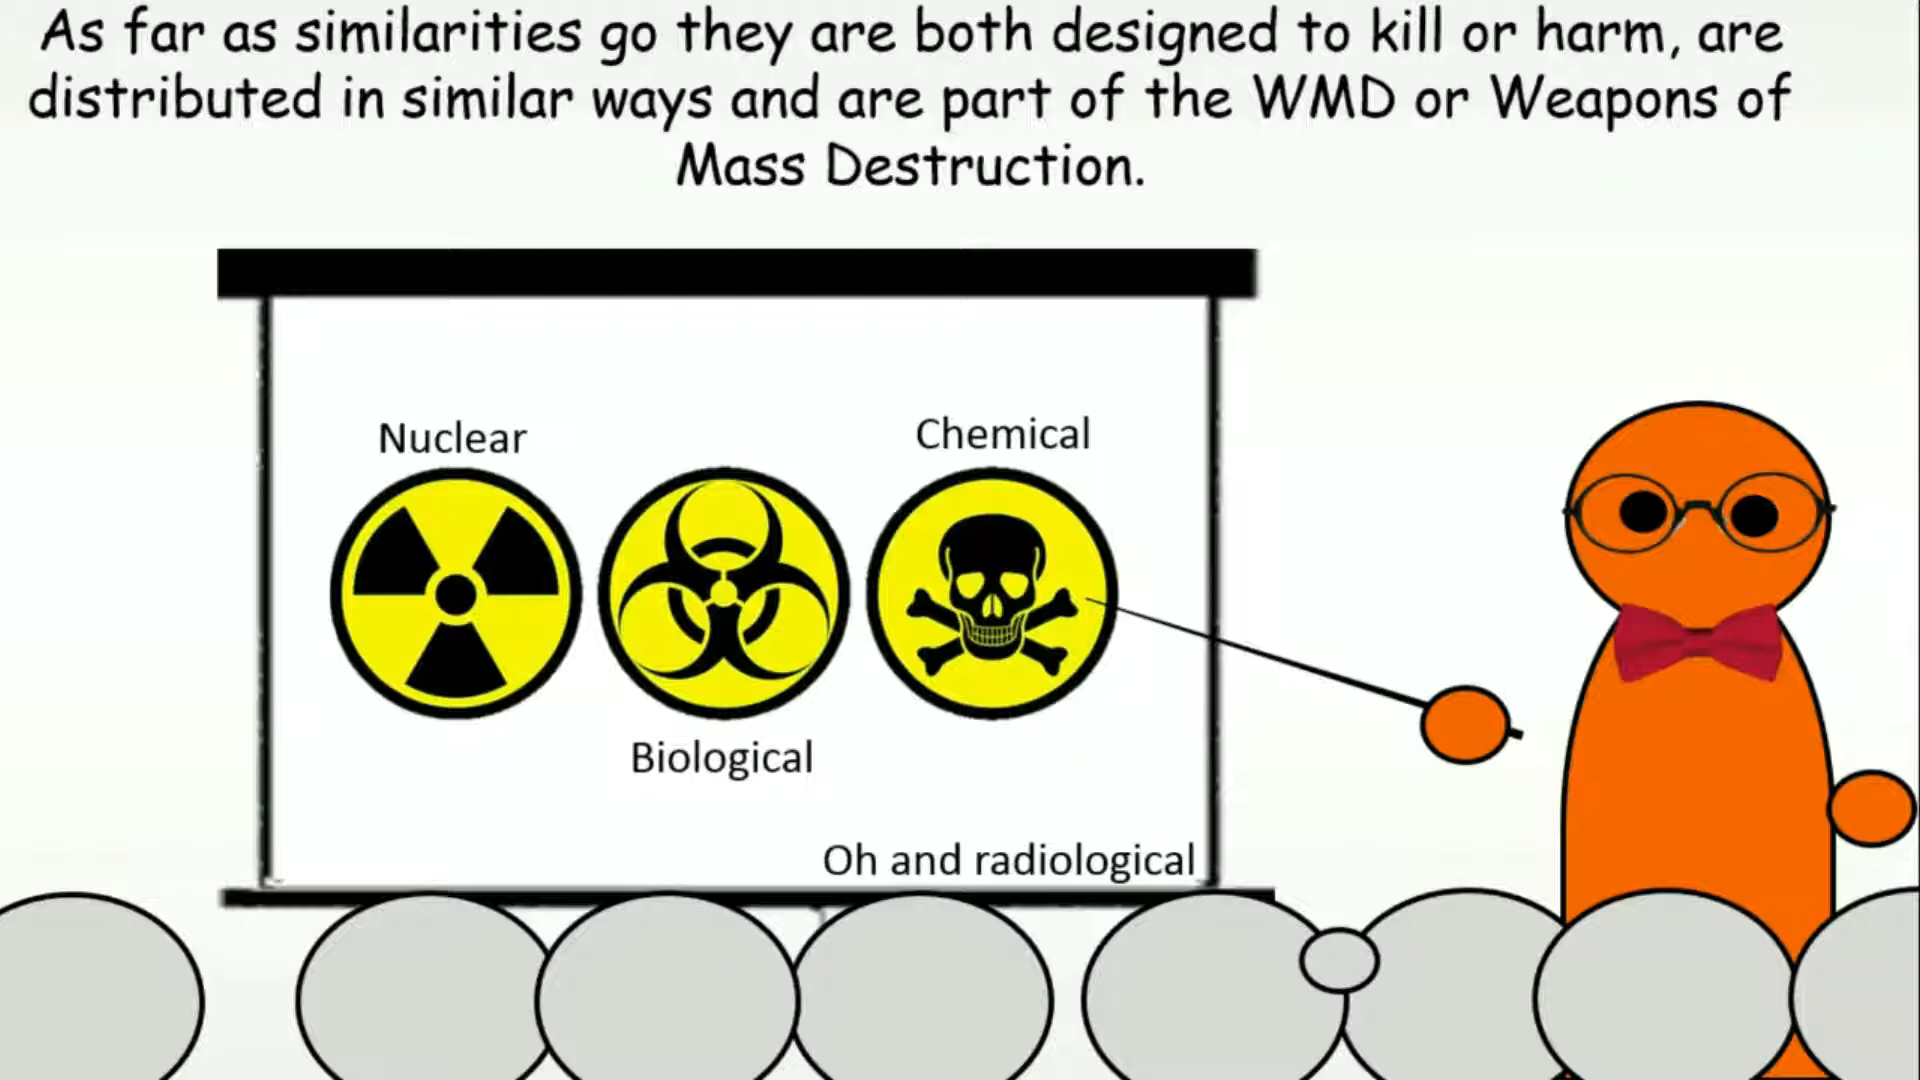 As far as similarities go they are both designed to kill or harm, are
distributed in similar ways and are part of the WMD or Weapons of
Mass Destruction.
Nuclear
Chemical
Biological
Oh and radiological